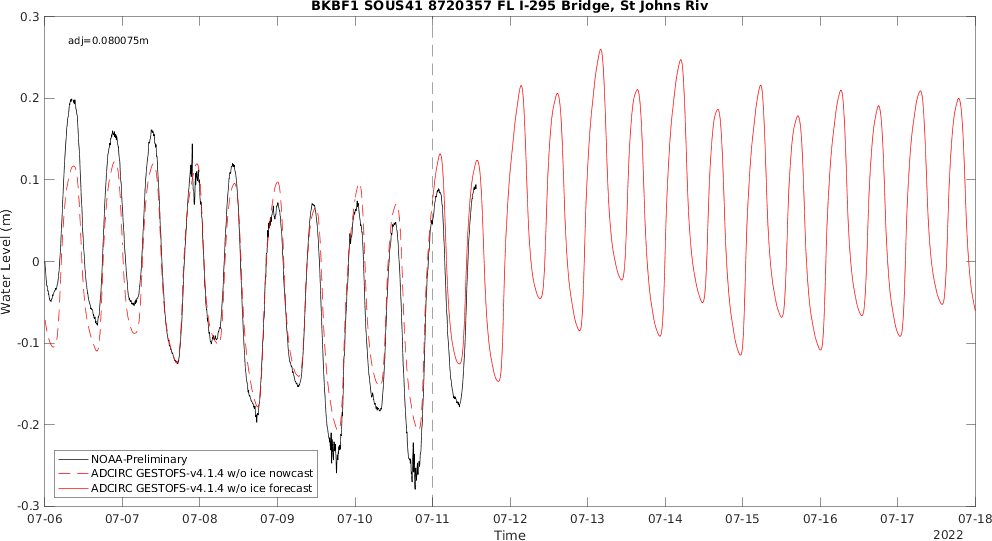 BKBF1 SOUS41 8720357 FL I-295 Bridge, St Johns Riv
adj=0.080075m
0.3
0.2
0.1
0
-0.1
-0.2
-0.3
Water Level (m)
NOAA-Preliminary
ADCIRC GESTOFS-v4.1.4 w/o ice nowcast
ADCIRC GESTOFS-v4.1.4 w/o ice forecast
07-06 07-07 07-08 07-09 07-10 07-11 07-12 07-13 07-14 07-15 07-16 07-17 07-18
Time
2022